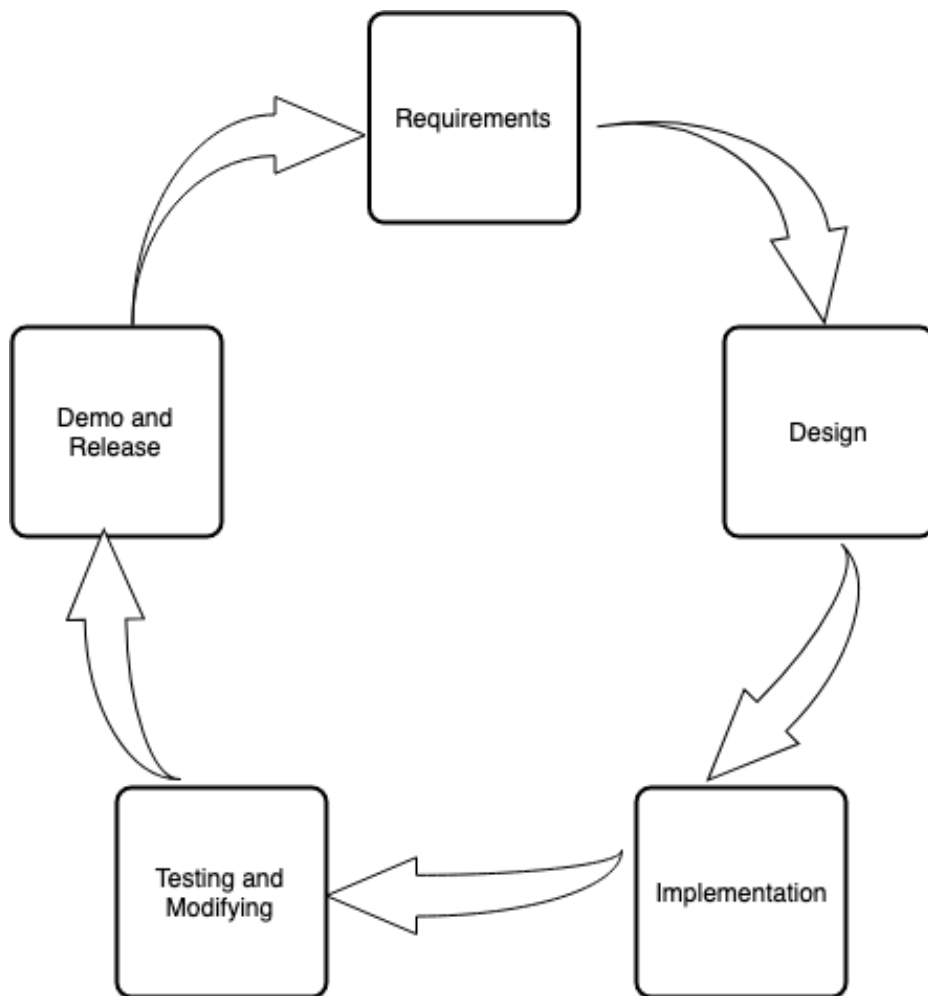 Requirements
Demo and
Release
Design
Testing and
Modifying
Implementation